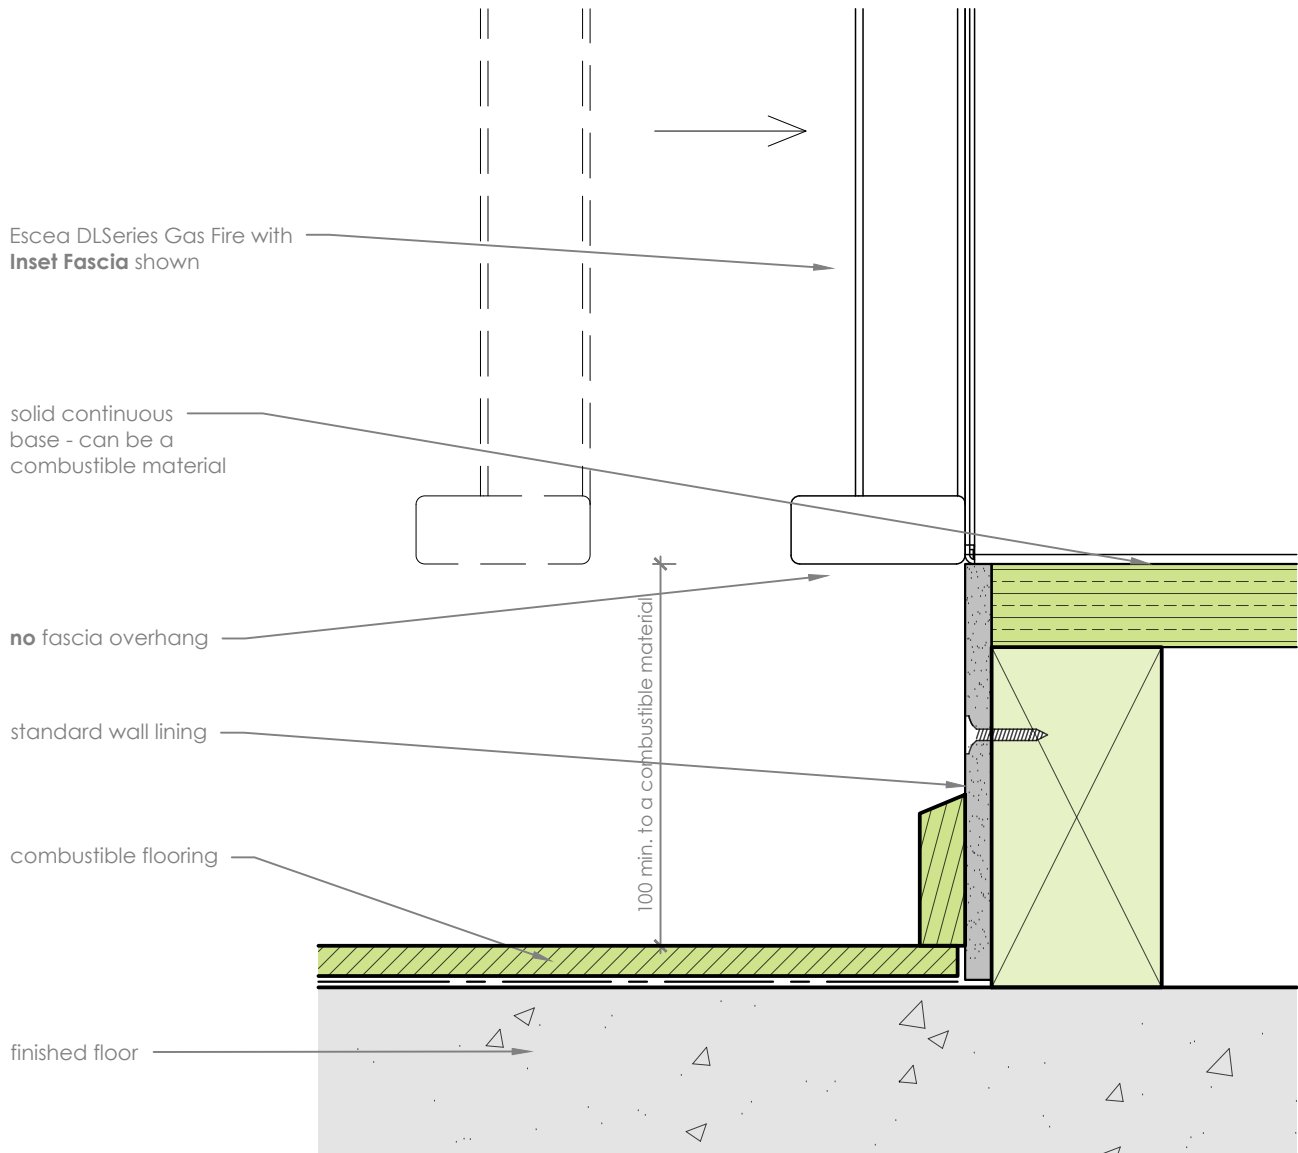 Escea DLSeries Gas Fire with
Inset Fascia shown
solid continuous
base - can be a
combustible material
no fascia overhang
100 min. to a combustible material
standard wall lining
combustible flooring
finished floor